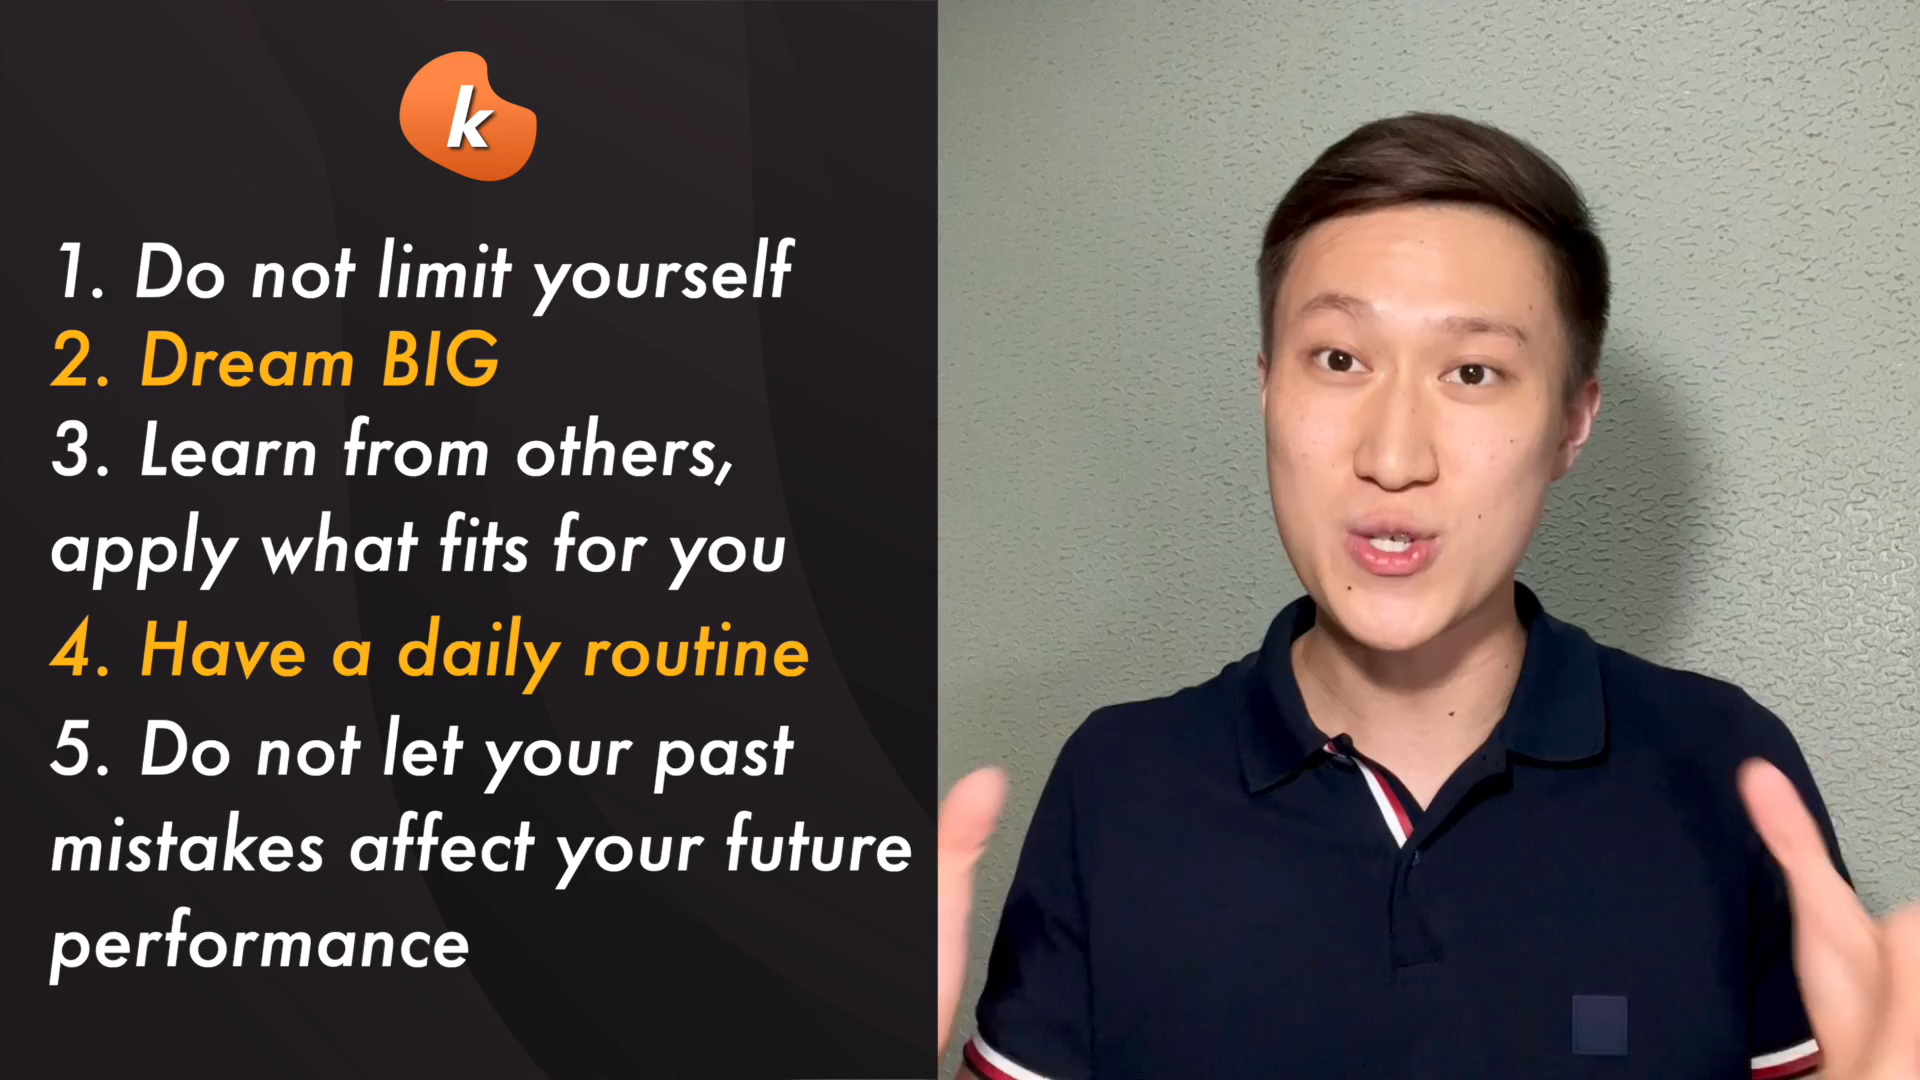 k
1. Do not limit yourself
2. Dream BIG
3. Learn from others,
apply what fits for you
4. Have a daily routine
5. Do not let your past
mistakes affect your future
performance